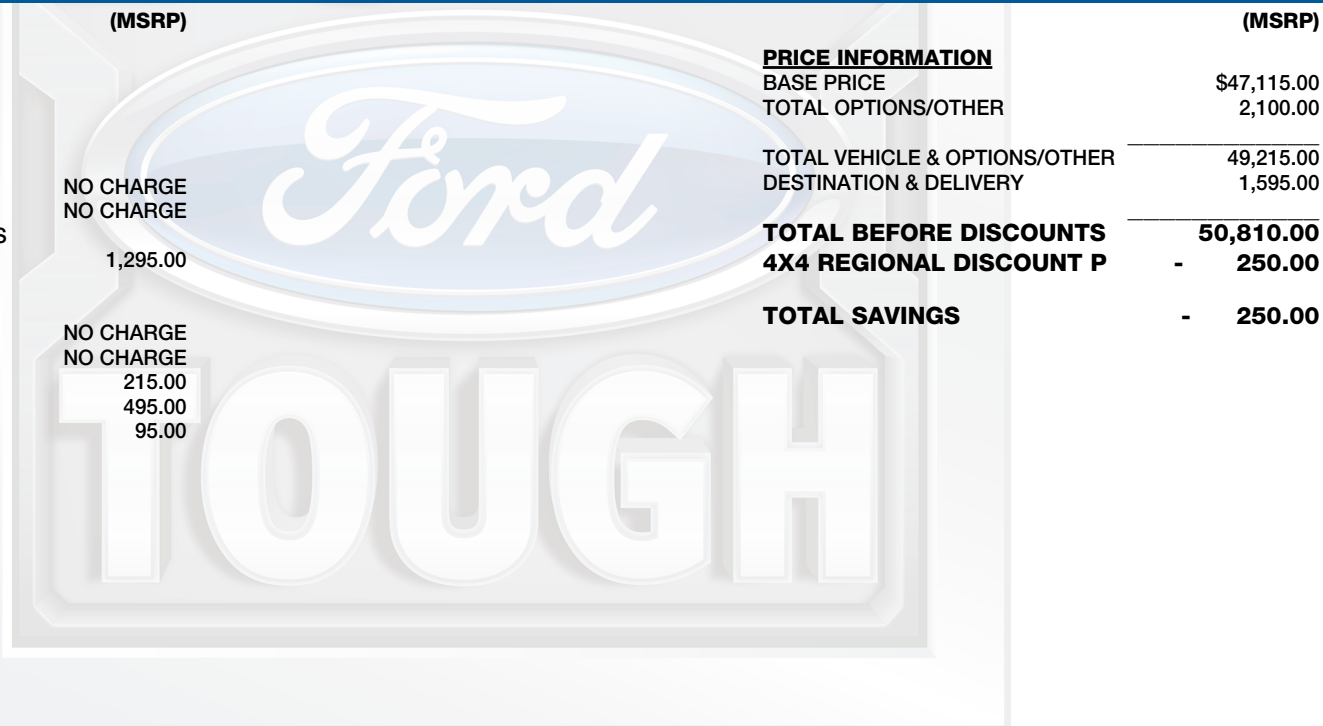 (MSRP)
NO CHARGE
NO CHARGE
S
1,295.00
NO CHARGE
NO CHARGE
215.00
495.00
95.00
(MSRP)
PRICE INFORMATION
BASE PRICE $47,115.00
TOTAL OPTIONS/OTHER 2,100.00
TOTAL VEHICLE & OPTIONS/OTHER 49,215.00
DESTINATION & DELIVERY 1,595.00
TOTAL BEFORE DISCOUNTS 50,810.00
4X4 REGIONAL DISCOUNT P - 250.00
TOTAL SAVINGS - 250.00
Ford
TOUGH